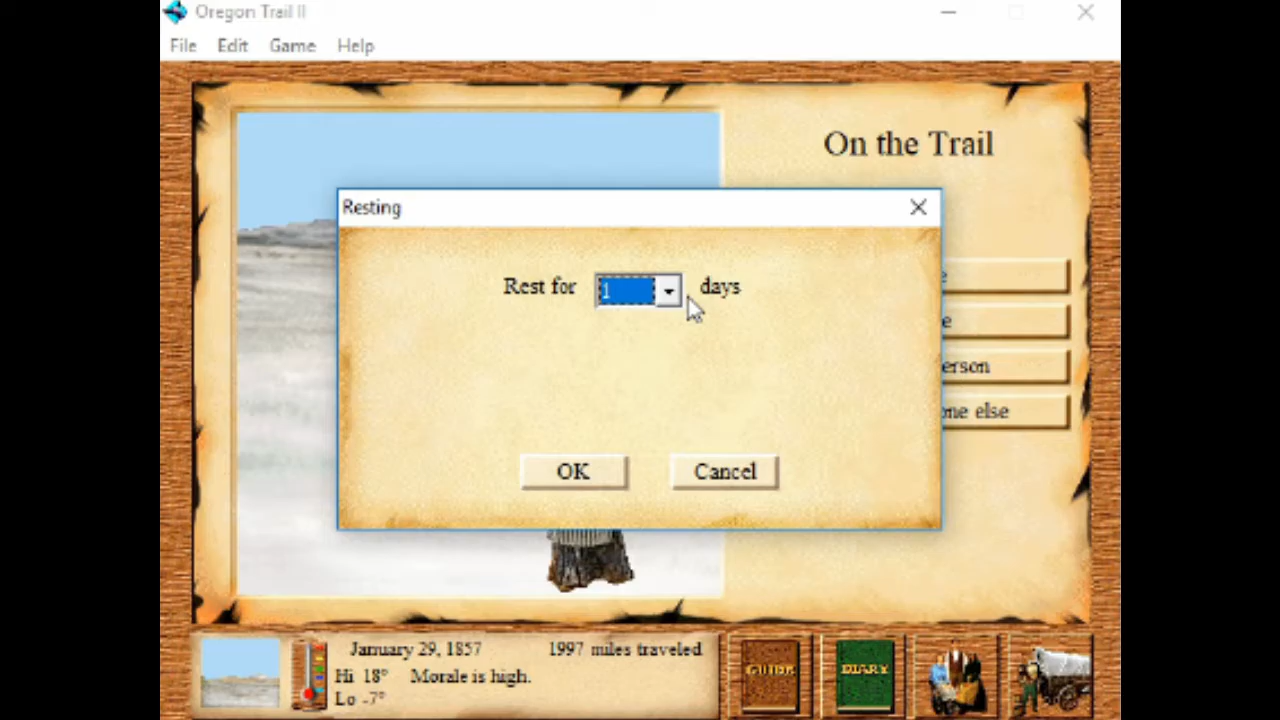 Oregon Trail II
File Edit Game Help
On the Trail
Resting
Rest for 1 days
erson
one else
OK Cancel
January 29, 1857 1997 miles traveled
Hi 18° Morale is high.
Lo -7°
GUIDE
DIARY